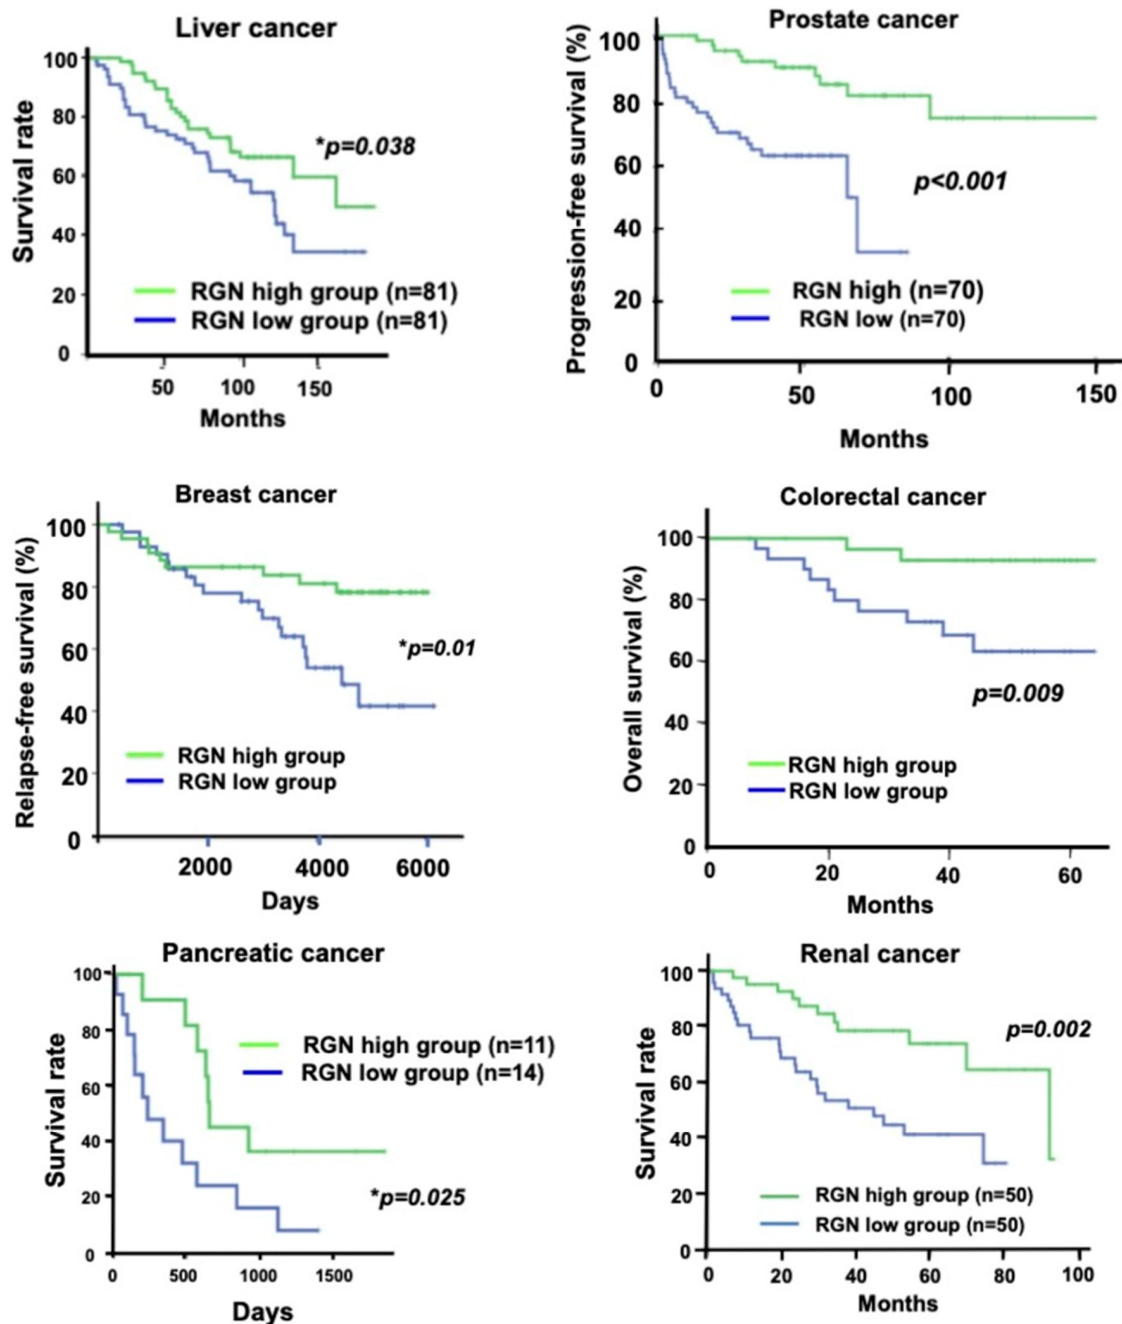 Liver cancer
Survival rate
100
80
60
40
20
0
*p=0.038
RGN high group (n=81)
RGN low group (n=81)
50 100 150
Months
Prostate cancer
Progression-free survival (%)
100
80
60
40
20
0
p<0.001
RGN high (n=70)
RGN low (n=70)
0 50 100 150
Months
Breast cancer
Relapse-free survival (%)
100
80
60
40
20
0
*p=0.01
RGN high group
RGN low group
2000 4000 6000
Days
Colorectal cancer
Overall survival (%)
100
80
60
40
20
0
p=0.009
RGN high group
RGN low group
0 20 40 60
Months
Pancreatic cancer
Survival rate
100
80
60
40
20
0
RGN high group (n=11)
RGN low group (n=14)
*p=0.025
0 500 1000 1500
Days
Renal cancer
Survival rate
100
80
60
40
20
0
p=0.002
RGN high group (n=50)
RGN low group (n=50)
0 20 40 60 80 100
Months